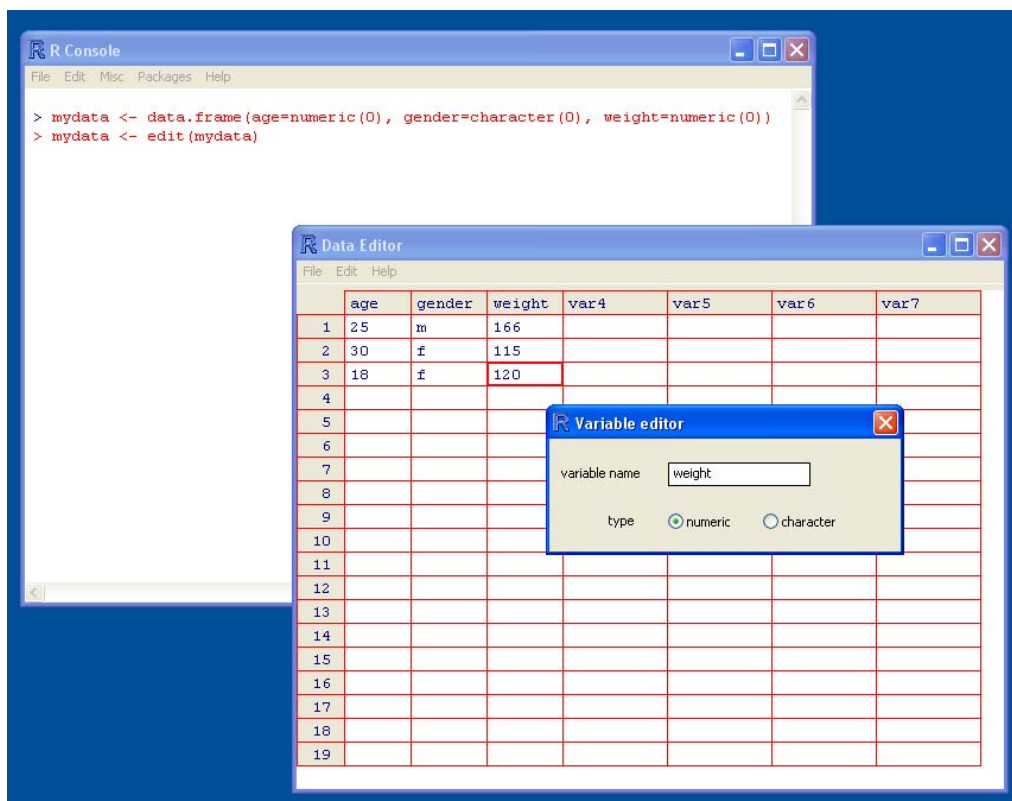 R Console
File Edit Misc Packages Help
> mydata <- data.frame(age=numeric(0), gender=character(0), weight=numeric(0))
> mydata <- edit(mydata)
Data Editor
File Edit Help
age gender weight var4 var5 var6 var7
1 25 m 166
2 30 f 115
3 18 f 120
4
5
6
7
8
9
10
11
12
13
14
15
16
17
18
19
Variable editor
variable name weight
type numeric character